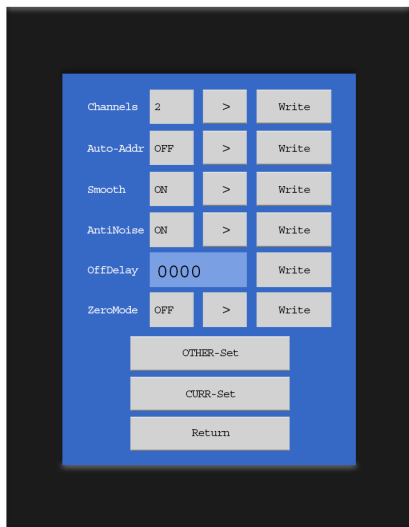 Channels 2 > Write
Auto-Addr OFF > Write
Smooth ON > Write
AntiNoise ON > Write
OffDelay 0000 Write
ZeroMode OFF > Write
OTHER-Set
CURR-Set
Return